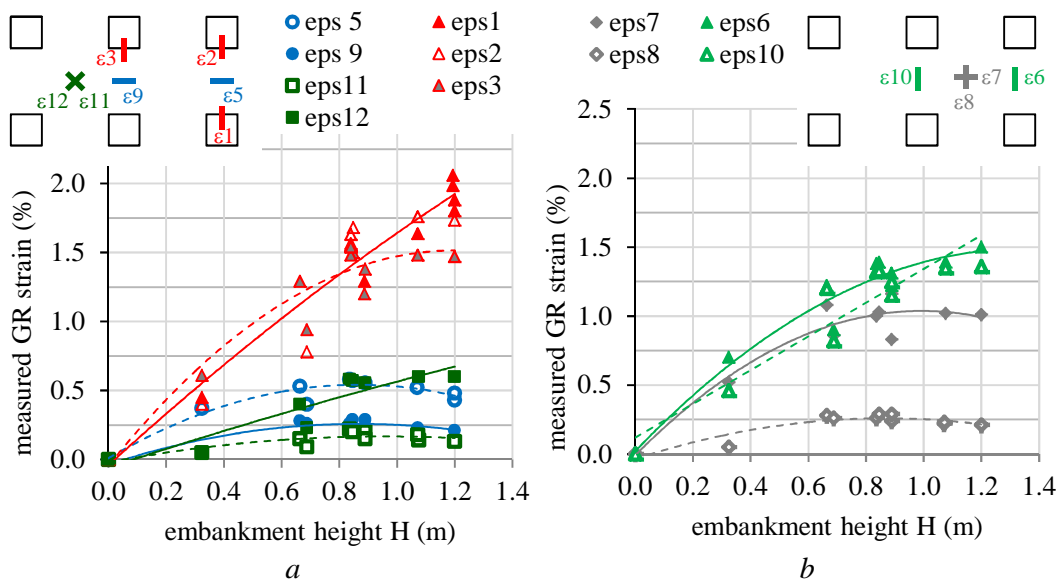 eps 5
eps1
eps 9
eps2
eps11
eps3
eps12
ε3
ε2
ε12
ε11
ε9
ε5
ε1
measured GR strain (%)
2.0
1.5
1.0
0.5
0.0
0.0 0.2 0.4 0.6 0.8 1.0 1.2 1.4
embankment height H (m)
a
eps7
eps6
eps8
eps10
ε10
ε7
ε6
ε8
measured GR strain (%)
2.5
2.0
1.5
1.0
0.5
0.0
0.0 0.2 0.4 0.6 0.8 1.0 1.2 1.4
embankment height H (m)
b